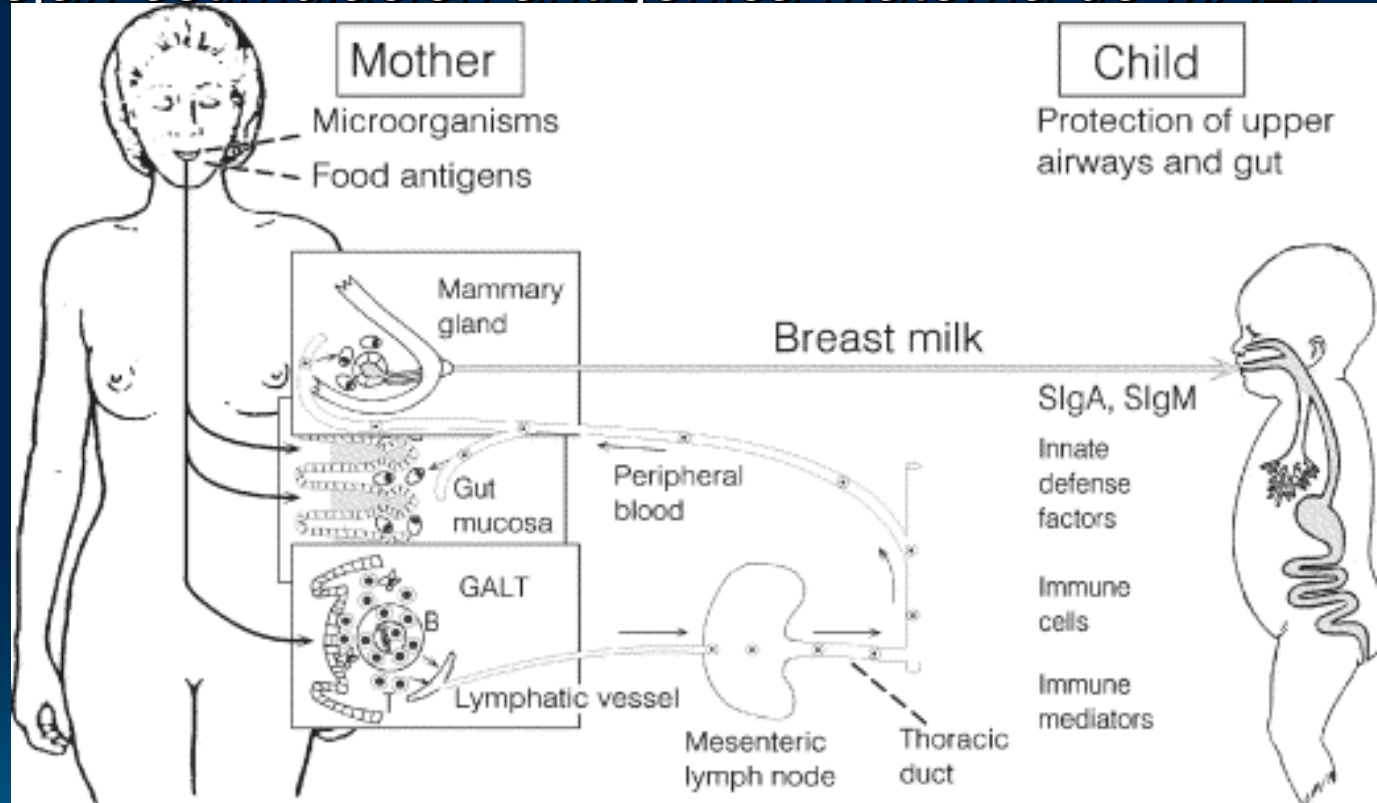 Mother
Microorganisms
Food antigens
Child
Protection of upper
airways and gut
Mammary
gland
Breast milk
SIgA, SIgM
Innate
defense
factors
Immune
cells
Immune
mediators
Peripheral
blood
Gut
mucosa
GALT
B
T
Lymphatic vessel
Mesenteric
lymph node
Thoracic
duct